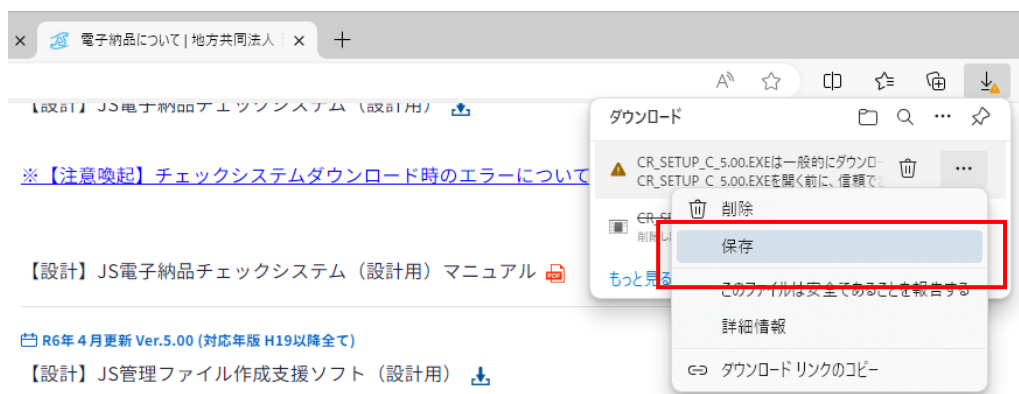 電子納品について | 地方共同法人
【設計】JS電子納品チェックシステム（設計用）
※【注意喚起】チェックシステムダウンロード時のエラーについて
【設計】JS電子納品チェックシステム（設計用）マニュアル
PDF
R6年４月更新 Ver.5.00 (対応年版 H19以降全て)
【設計】JS管理ファイル作成支援ソフト（設計用）
ダウンロード
CR_SETUP_C_5.00.EXEは一般的にダウンロー
CR_SETUP_C_5.00.EXEを開く前に、信頼で
もっと見る
削除
保存
このファイルは安全であることを報告する
詳細情報
ダウンロード リンクのコピー